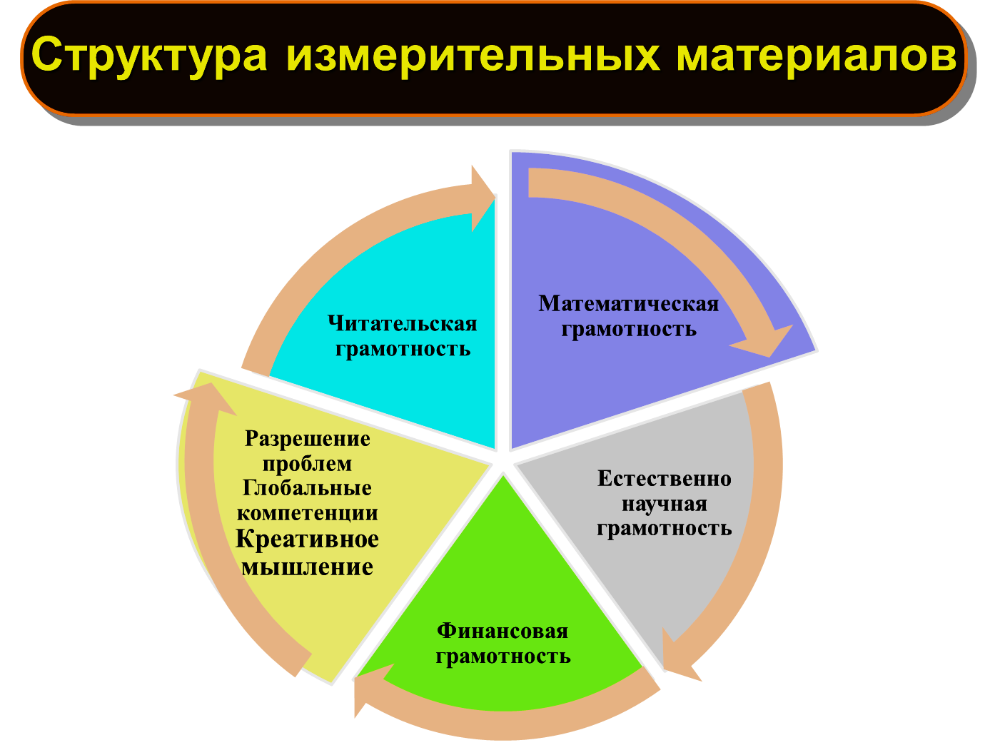 Структура измерительных материалов
Математическая
грамотность
Читательская
грамотность
Разрешение
проблем
Глобальные
компетенции
Креативное
мышление
Естественно
научная
грамотность
Финансовая
грамотность